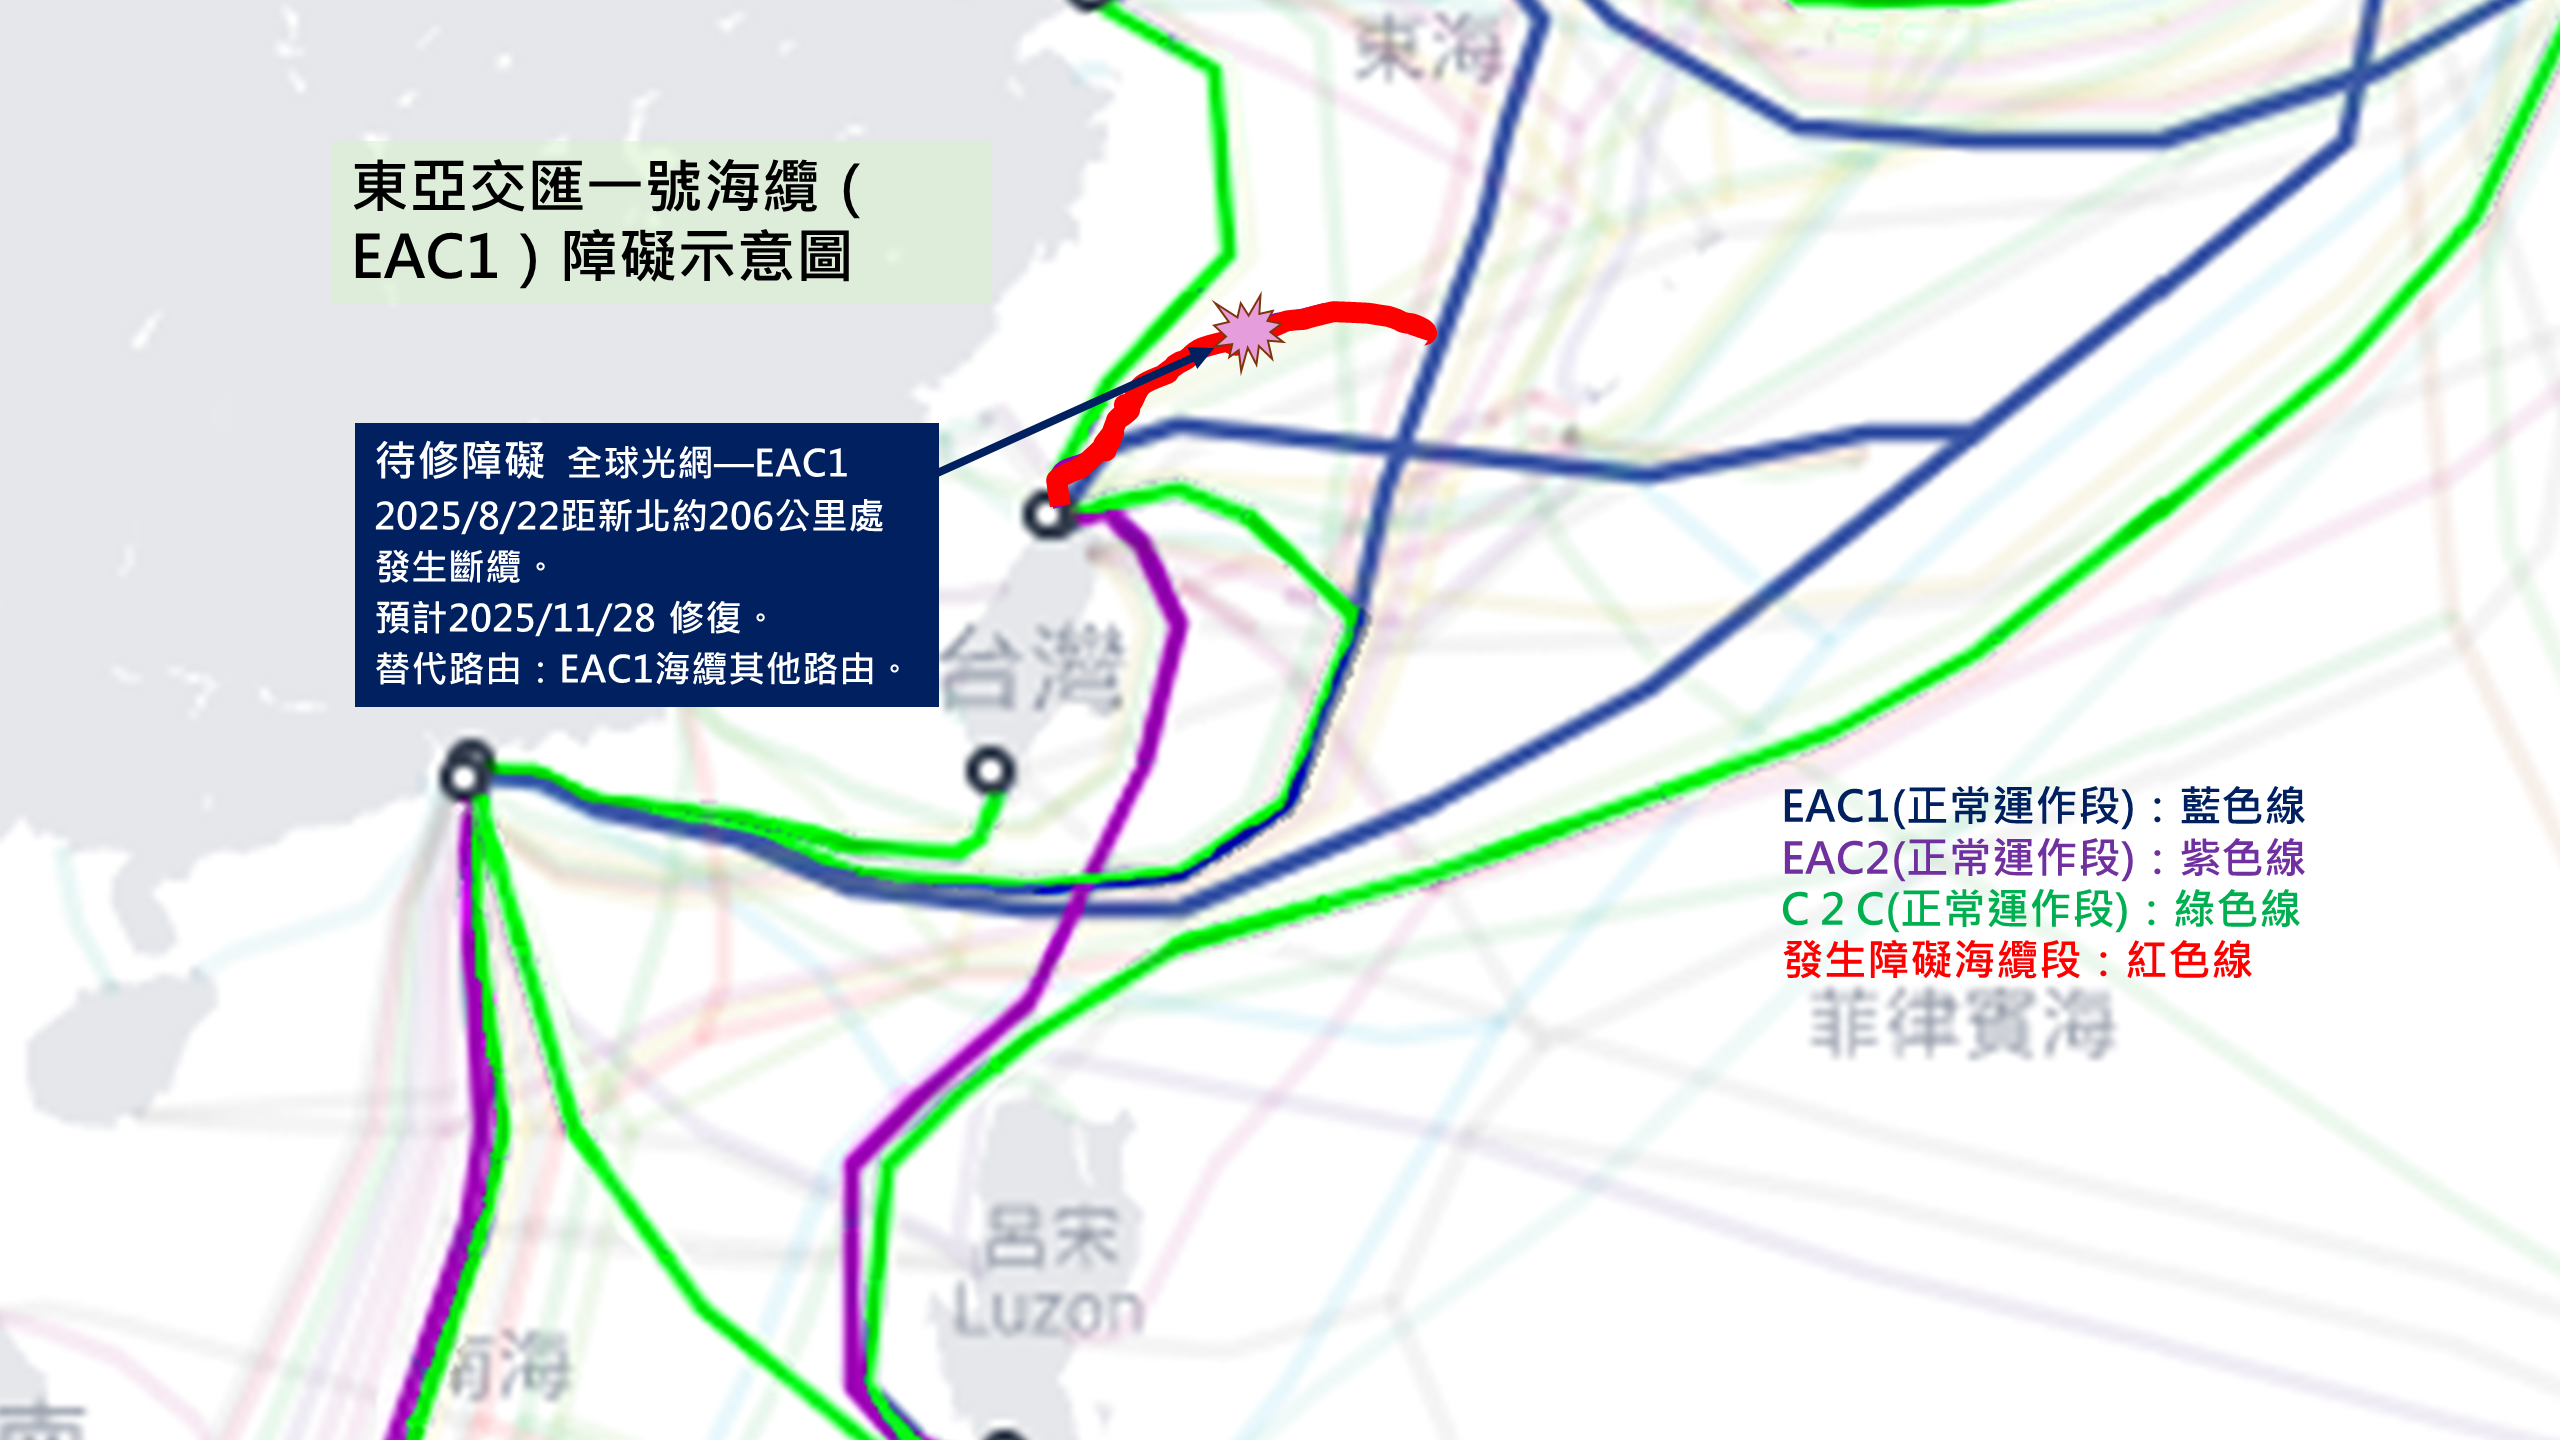 東海
東亞交匯一號海纜（
EAC1）障礙示意圖
待修障礙 全球光網—EAC1
2025/8/22距新北約206公里處
發生斷纜。
預計2025/11/28 修復。
替代路由：EAC1海纜其他路由。
台灣
EAC1(正常運作段)：藍色線
EAC2(正常運作段)：紫色線
C 2 C(正常運作段)：綠色線
發生障礙海纜段：紅色線
菲律賓海
呂宋
Luzon
南海